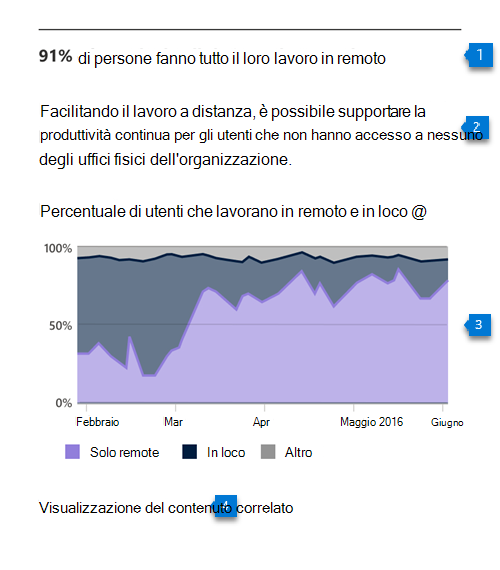 91% di persone fanno tutto il loro lavoro in remoto
1
Facilitando il lavoro a distanza, è possibile supportare la
produttività continua per gli utenti che non hanno accesso a nessuno
2
degli uffici fisici dell'organizzazione.
Percentuale di utenti che lavorano in remoto e in loco @
100%
50%
3
0%
Febbraio Mar Apr Maggio 2016 Giugno
Solo remote In loco Altro
Visualizzazione del contenuto correlato
4